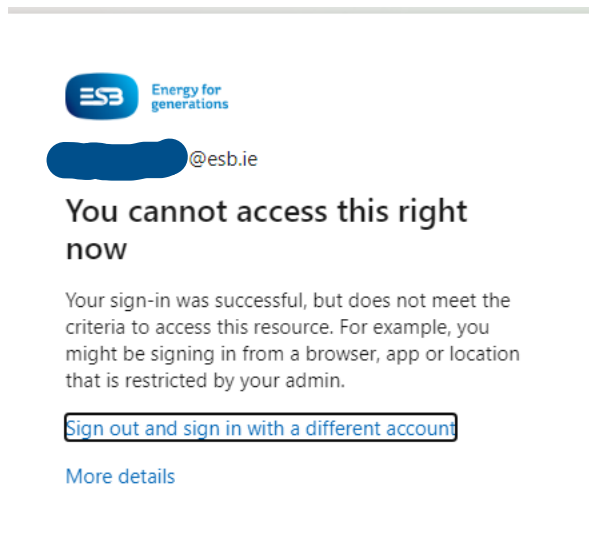 ESB
Energy for
generations
@esb.ie
You cannot access this right
now
Your sign-in was successful, but does not meet the
criteria to access this resource. For example, you
might be signing in from a browser, app or location
that is restricted by your admin.
Sign out and sign in with a different account
More details